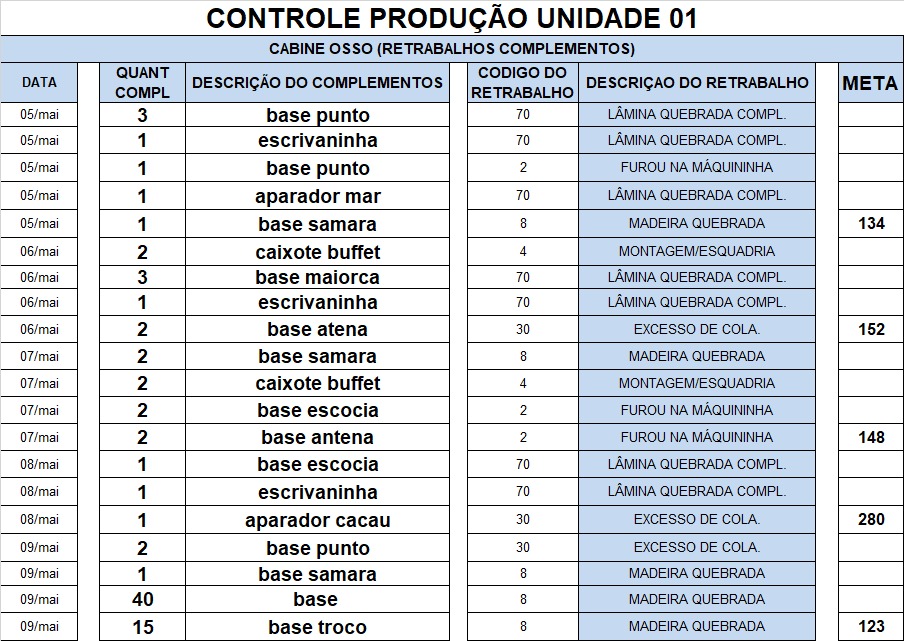 CONTROLE PRODUÇÃO UNIDADE 01
CABINE OSSO (RETRABALHOS COMPLEMENTOS)
DATA QUANT COMPL DESCRIÇÃO DO COMPLEMENTOS CODIGO DO RETRABALHO DESCRIÇAO DO RETRABALHO META
05/mai 3 base punto 70 LÂMINA QUEBRADA COMPL.
05/mai 1 escrivaninha 70 LÂMINA QUEBRADA COMPL.
05/mai 1 base punto 2 FUROU NA MÁQUININHA
05/mai 1 aparador mar 70 LÂMINA QUEBRADA COMPL.
05/mai 1 base samara 8 MADEIRA QUEBRADA 134
06/mai 2 caixote buffet 4 MONTAGEM/ESQUADRIA
06/mai 3 base maiorca 70 LÂMINA QUEBRADA COMPL.
06/mai 1 escrivaninha 70 LÂMINA QUEBRADA COMPL.
06/mai 2 base atena 30 EXCESSO DE COLA. 152
07/mai 2 base samara 8 MADEIRA QUEBRADA
07/mai 2 caixote buffet 4 MONTAGEM/ESQUADRIA
07/mai 2 base escocia 2 FUROU NA MÁQUININHA
07/mai 2 base antena 2 FUROU NA MÁQUININHA 148
08/mai 1 base escocia 70 LÂMINA QUEBRADA COMPL.
08/mai 1 escrivaninha 70 LÂMINA QUEBRADA COMPL.
08/mai 1 aparador cacau 30 EXCESSO DE COLA. 280
09/mai 2 base punto 30 EXCESSO DE COLA.
09/mai 1 base samara 8 MADEIRA QUEBRADA
09/mai 40 base 8 MADEIRA QUEBRADA
09/mai 15 base troco 8 MADEIRA QUEBRADA 123